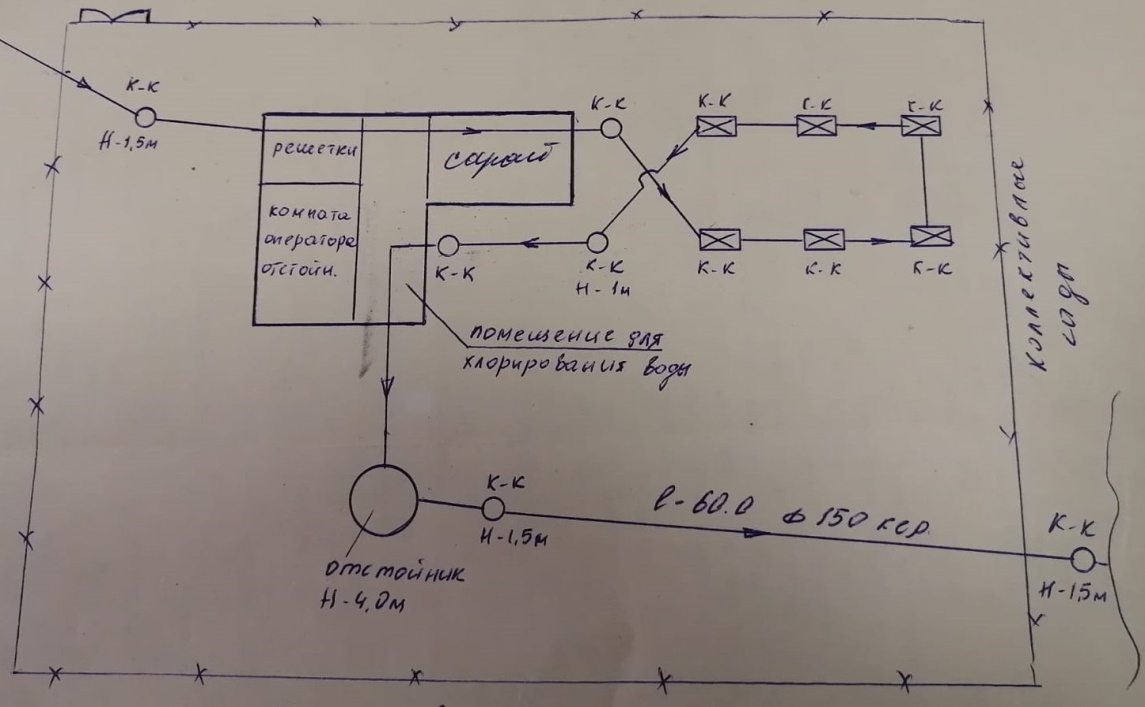 К-К
Н-1,5м
решетки
сарай
комната
оператора
отстойн.
К-К
К-К
К-К
К-К
К-К
К-К
Н-1м
К-К
К-К
К-К
помещение для
хлорирования воды
коллективные
сады
К-К
Н-1,5м
l-60.0 ф 150 кер.
К-К
Н-1,5м
отстойник
Н-4,0м